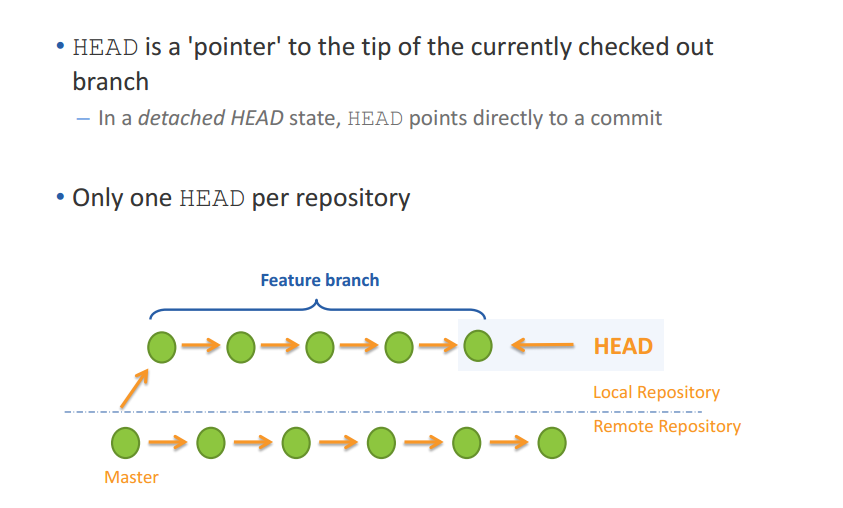 • HEAD is a 'pointer' to the tip of the currently checked out
branch
– In a detached HEAD state, HEAD points directly to a commit
• Only one HEAD per repository
Feature branch
HEAD
Local Repository
Remote Repository
Master